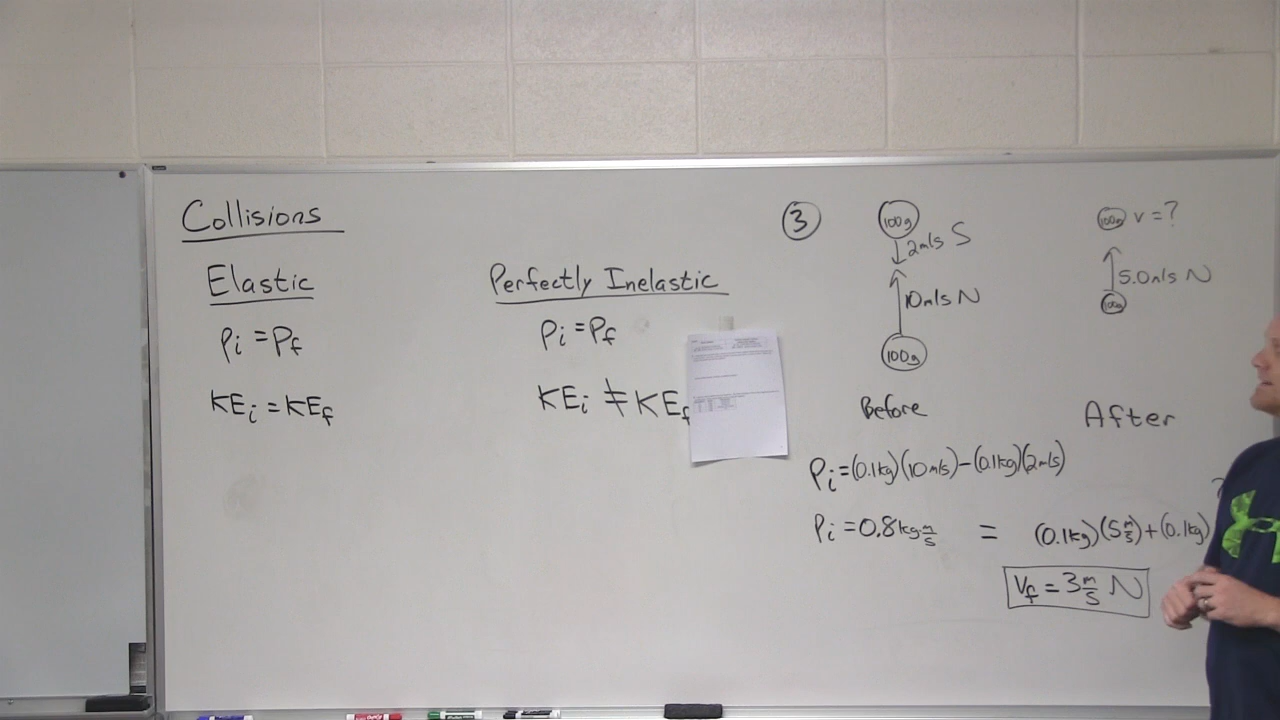 Collisions
Elastic
Pi = Pf
KEi = KEf
Perfectly Inelastic
Pi = Pf
KEi ≠ KEf
3
100g
↓ 2m/s S
↑ 10m/s N
100g
Before
100g v = ?
↑ 5.0m/s N
100g
After
Pi = (0.1kg)(10m/s) - (0.1kg)(2m/s)
Pi = 0.8 kg·m/s = (0.1kg)(5 m/s) + (0.1kg)
Vf = 3 m/s N